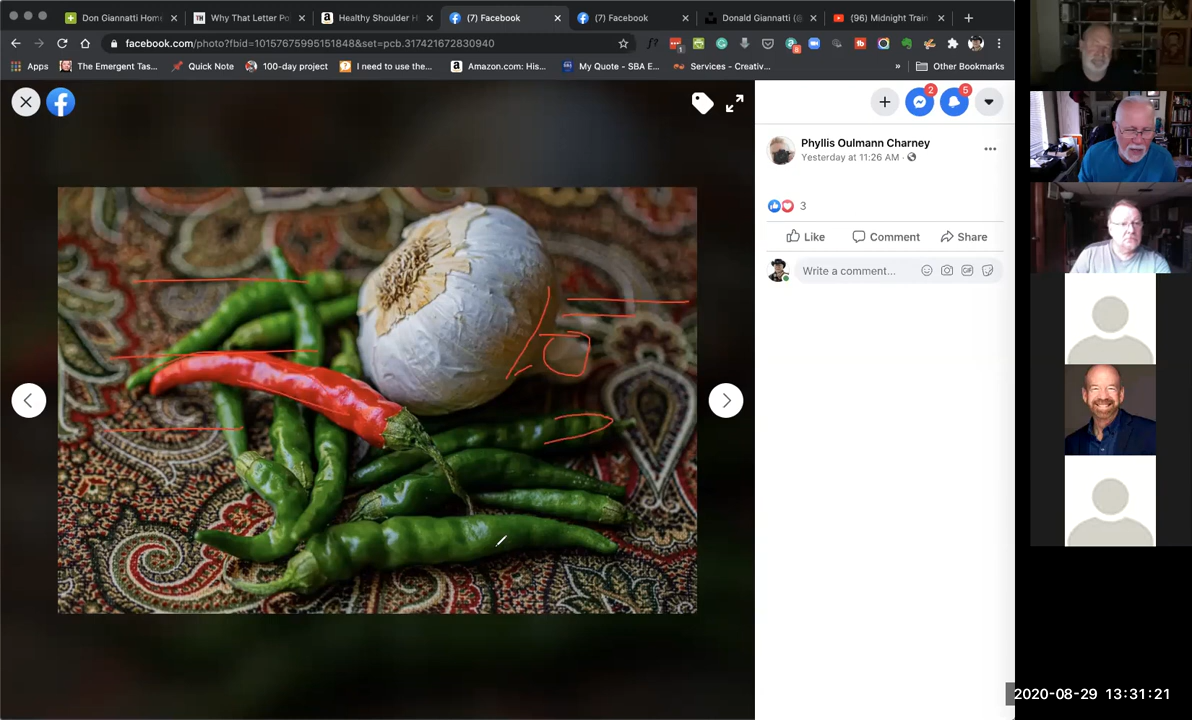 Don Giannatti Hom
Why That Letter Po
Healthy Shoulder H
(7) Facebook
(7) Facebook
Donald Giannatti (@
(96) Midnight Train
facebook.com/photo?fbid=10157675995151848&set=pcb.317421672830940
Apps
The Emergent Tas...
Quick Note
100-day project
I need to use the...
Amazon.com: His...
My Quote - SBA E...
Services - Creativ...
»
Other Bookmarks
2
5
Phyllis Oulmann Charney
Yesterday at 11:26 AM ·
3
Like
Comment
Share
Write a comment...
2020-08-29 13:31:21